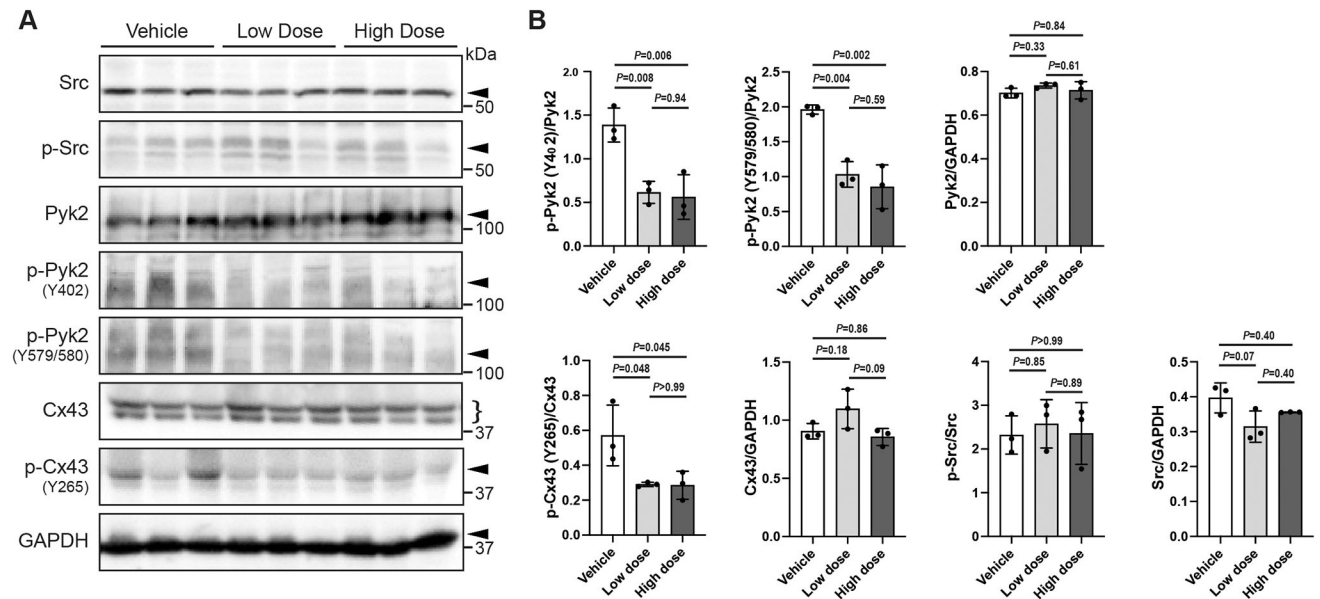 A
Vehicle Low Dose High Dose
kDa
Src
50
p-Src
50
Pyk2
100
p-Pyk2
(Y402)
100
p-Pyk2
(Y579/580)
100
Cx43
}
37
p-Cx43
(Y265)
37
GAPDH
37
B
P=0.006
P=0.008
P=0.94
p-Pyk2 (Y402)/Pyk2
2.0
1.5
1.0
0.5
0.0
Vehicle
Low dose
High dose
P=0.002
P=0.004
P=0.59
p-Pyk2 (Y579/580)/Pyk2
2.5
2.0
1.5
1.0
0.5
0.0
Vehicle
Low dose
High dose
P=0.84
P=0.33
P=0.61
Pyk2/GAPDH
0.8
0.6
0.4
0.2
0.0
Vehicle
Low dose
High dose
P=0.045
P=0.048
P>0.99
p-Cx43 (Y265)/Cx43
1.0
0.8
0.6
0.4
0.2
0.0
Vehicle
Low dose
High dose
P=0.86
P=0.18
P=0.09
Cx43/GAPDH
1.5
1.0
0.5
0.0
Vehicle
Low dose
High dose
P>0.99
P=0.85
P=0.89
p-Src/Src
4
3
2
1
0
Vehicle
Low dose
High dose
P=0.40
P=0.07
P=0.40
Src/GAPDH
0.5
0.4
0.3
0.2
0.1
0.0
Vehicle
Low dose
High dose